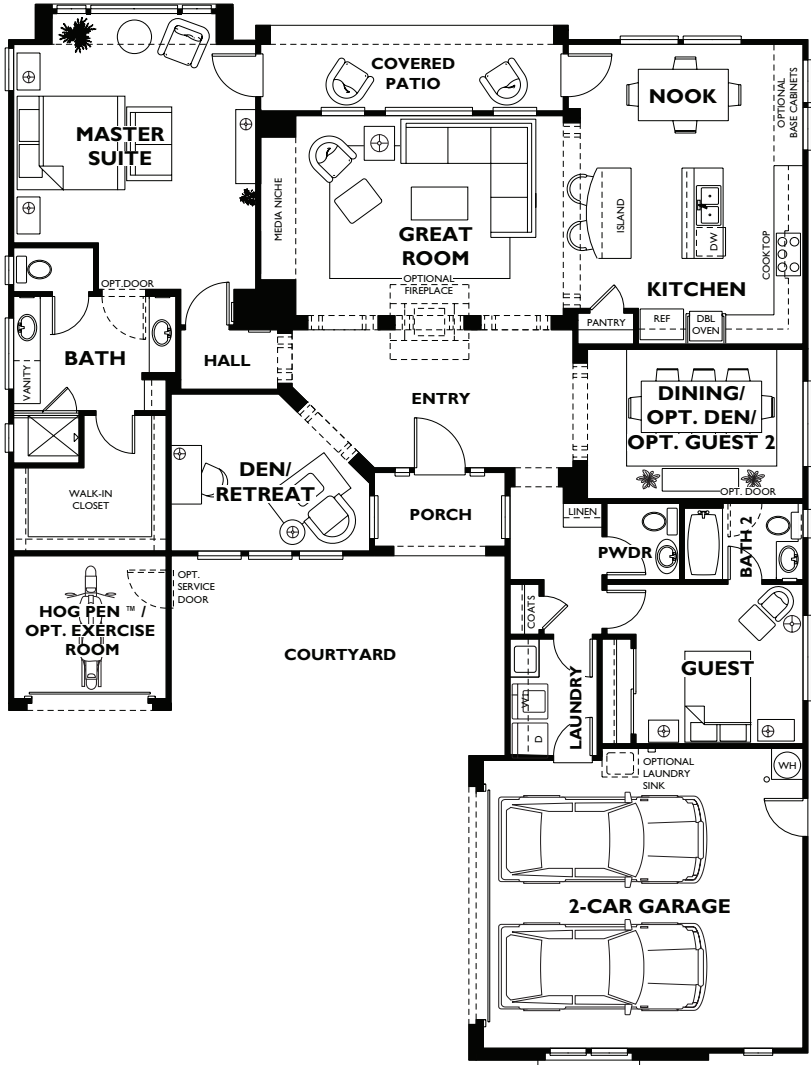 COVERED
PATIO
NOOK
OPTIONAL
BASE CABINETS
MASTER
SUITE
MEDIA NICHE
GREAT
ROOM
ISLAND
DW
COOKTOP
OPTIONAL
FIREPLACE
OPT.DOOR
KITCHEN
PANTRY
REF
DBL
OVEN
BATH
VANITY
HALL
ENTRY
DINING/
OPT. DEN/
OPT. GUEST 2
OPT. DOOR
DEN/
RETREAT
WALK-IN
CLOSET
PORCH
LINEN
PWDR
BATH 2
OPT.
SERVICE
DOOR
HOG PEN ™ /
OPT. EXERCISE
ROOM
COATS
COURTYARD
GUEST
LAUNDRY
W
D
OPTIONAL
LAUNDRY
SINK
WH
2-CAR GARAGE